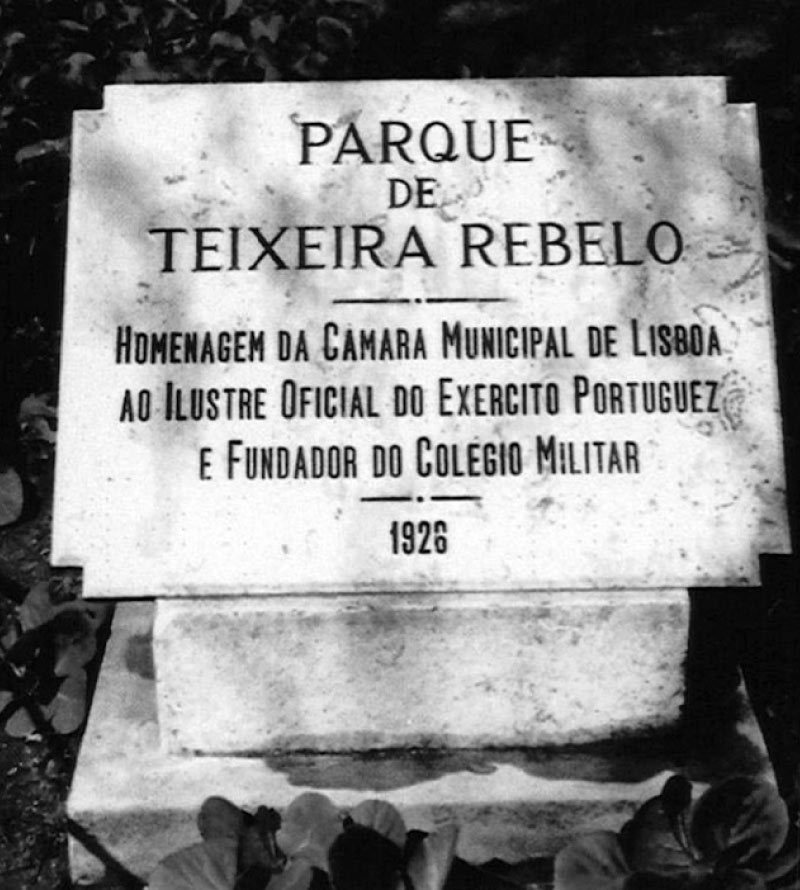 PARQUE
DE
TEIXEIRA REBELO
HOMENAGEM DA CÂMARA MUNICIPAL DE LISBOA
AO ILUSTRE OFICIAL DO EXERCITO PORTUGUEZ
E FUNDADOR DO COLÉGIO MILITAR
1926